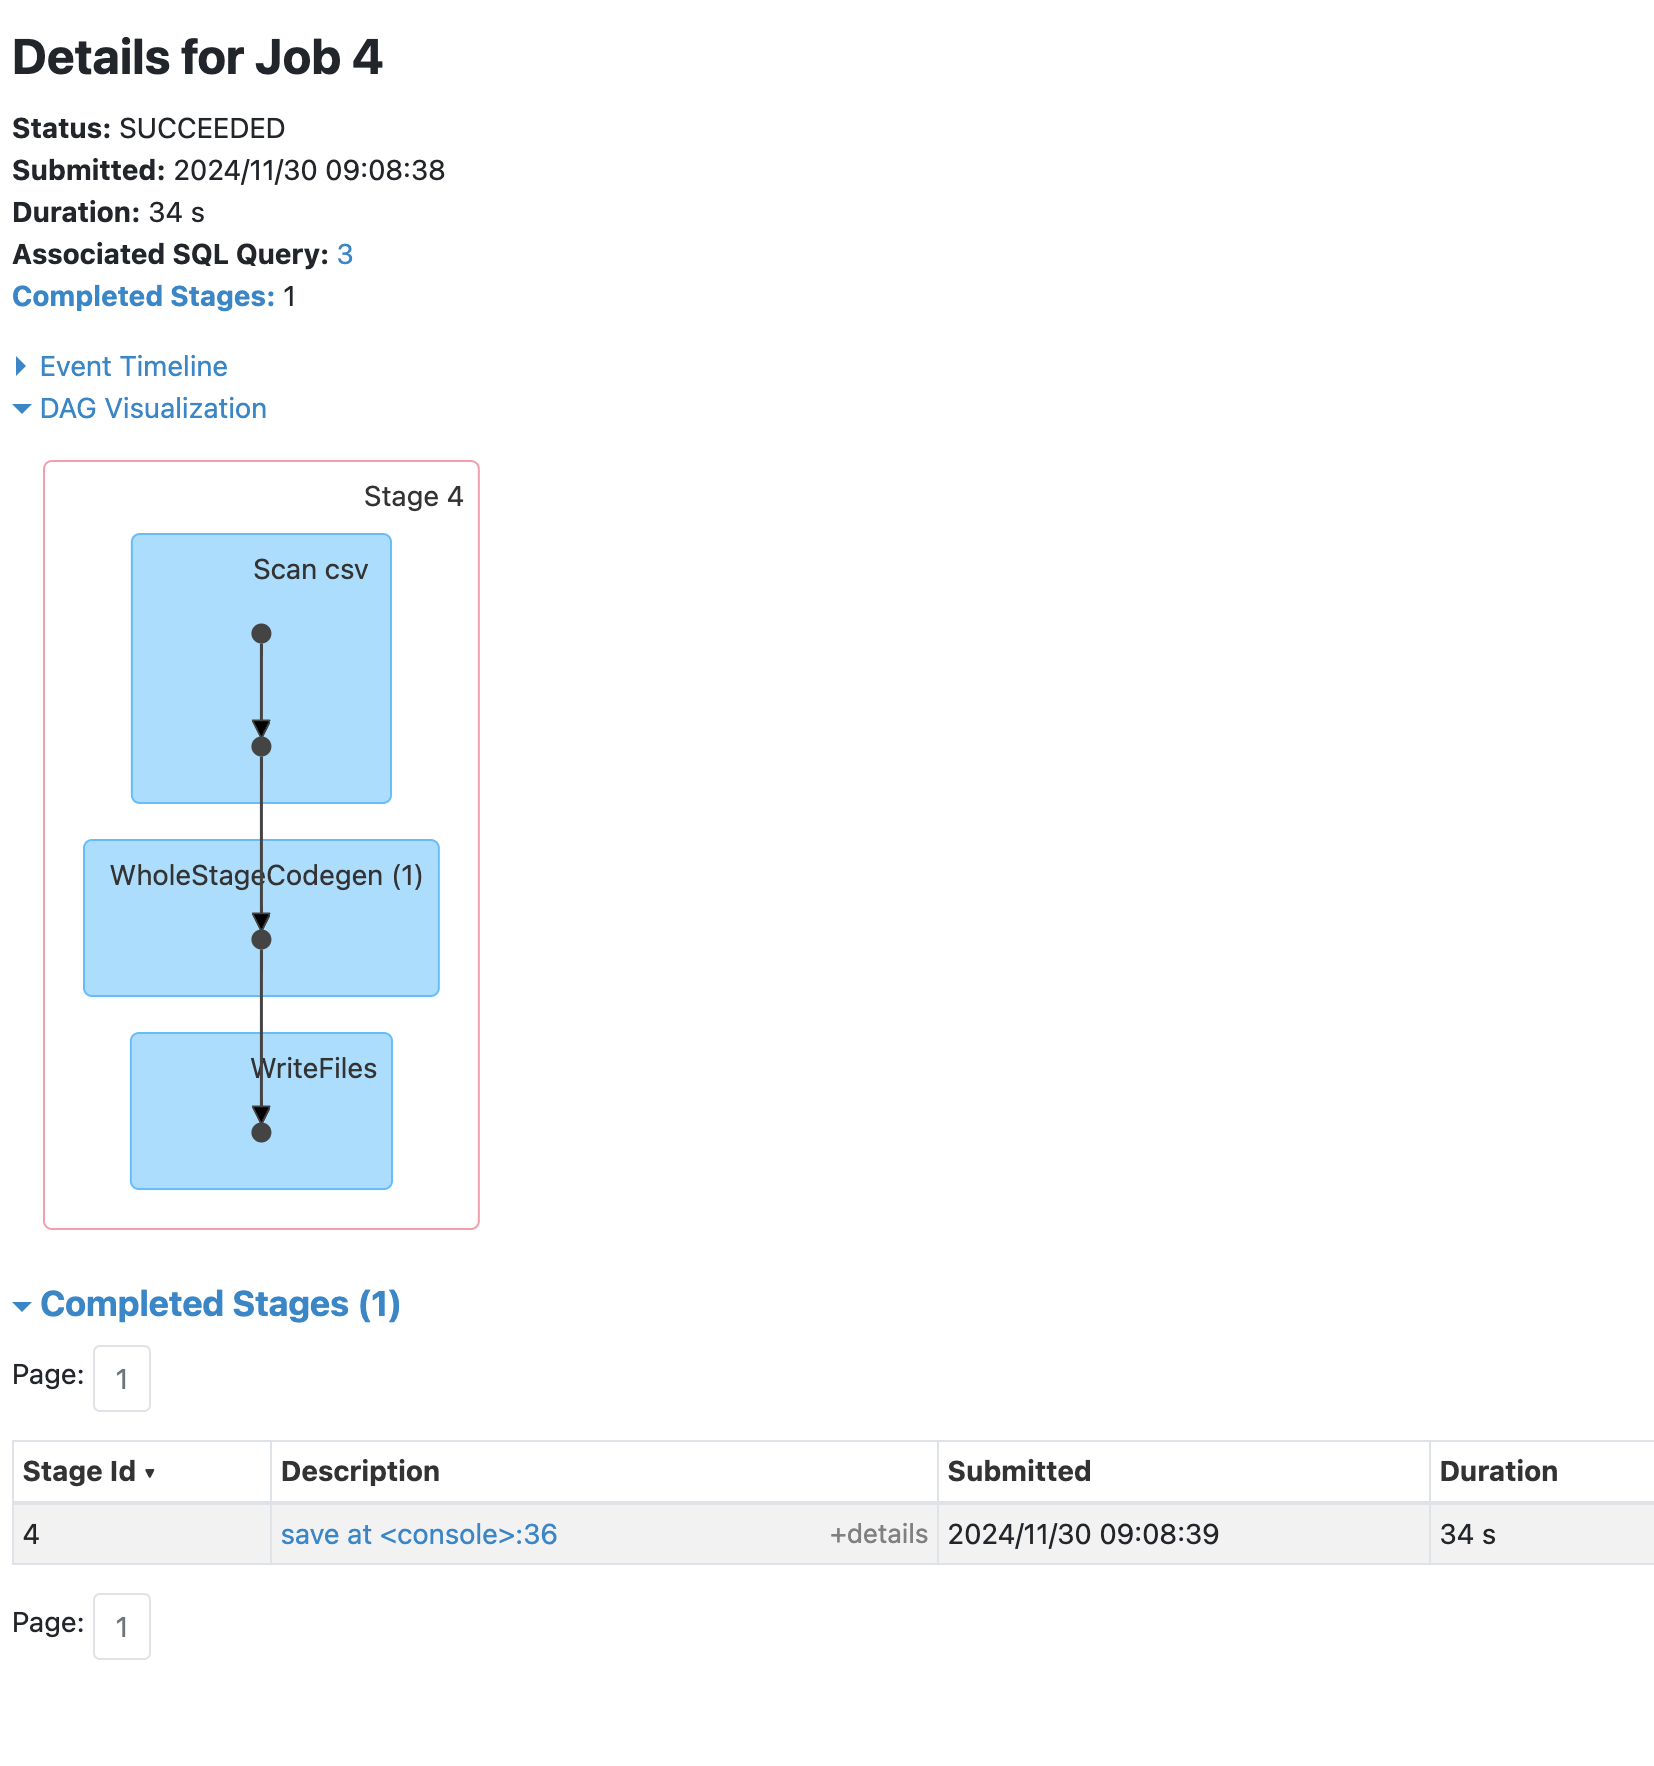 Details for Job 4
Status: SUCCEEDED
Submitted: 2024/11/30 09:08:38
Duration: 34 s
Associated SQL Query: 3
Completed Stages: 1
Event Timeline
DAG Visualization
Stage 4
Scan csv
WholeStageCodegen (1)
WriteFiles
Completed Stages (1)
Page: 1
Stage Id ▾ Description Submitted Duration
4 save at <console>:36 +details 2024/11/30 09:08:39 34 s
Page: 1